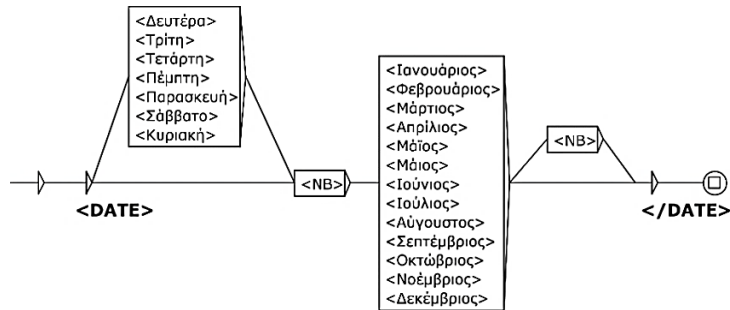 <Δευτέρα>
<Τρίτη>
<Τετάρτη>
<Πέμπτη>
<Παρασκευή>
<Σάββατο>
<Κυριακή>
<DATE>
<NB>
<Ιανουάριος>
<Φεβρουάριος>
<Μάρτιος>
<Απρίλιος>
<Μάϊος>
<Μάιος>
<Ιούνιος>
<Ιούλιος>
<Αύγουστος>
<Σεπτέμβριος>
<Οκτώβριος>
<Νοέμβριος>
<Δεκέμβριος>
<NB>
</DATE>